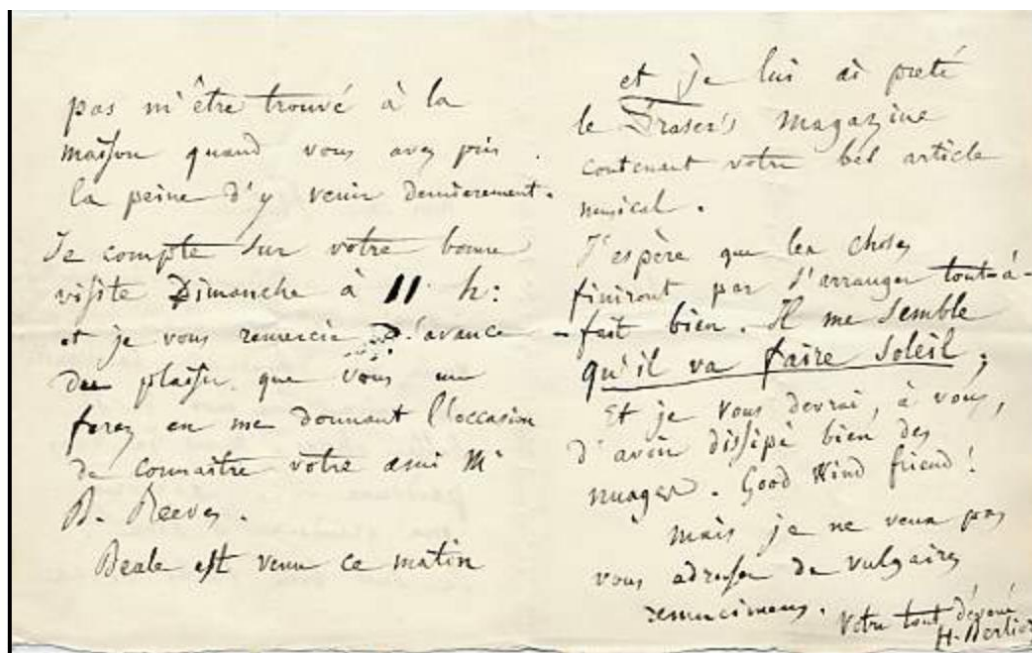 pas m'être trouvé à la
maison quand vous avez pris
la peine d'y venir dernierement.
Je compte sur votre bonne
visite Dimanche à 11 h:
et je vous remercie D'avance
du plaisir que vous me
ferez en me donnant l'occasion
de connaitre votre ami Mr
B. Reeves.
Beale est venu ce matin
et je lui ai preté
le Fraser's Magazine
contenant votre bel article
musical.
J'espère que les choses
finiront par s'arranger tout-à-
-fait bien. Il me semble
qu'il va faire soleil;
Et je vous devrai, à vous,
d'avoir dissipé bien des
nuages. Good Kind friend!
Mais je ne veux pas
vous adresser de vulgaires
remercimens. Votre tout dévoué
H. Berlioz